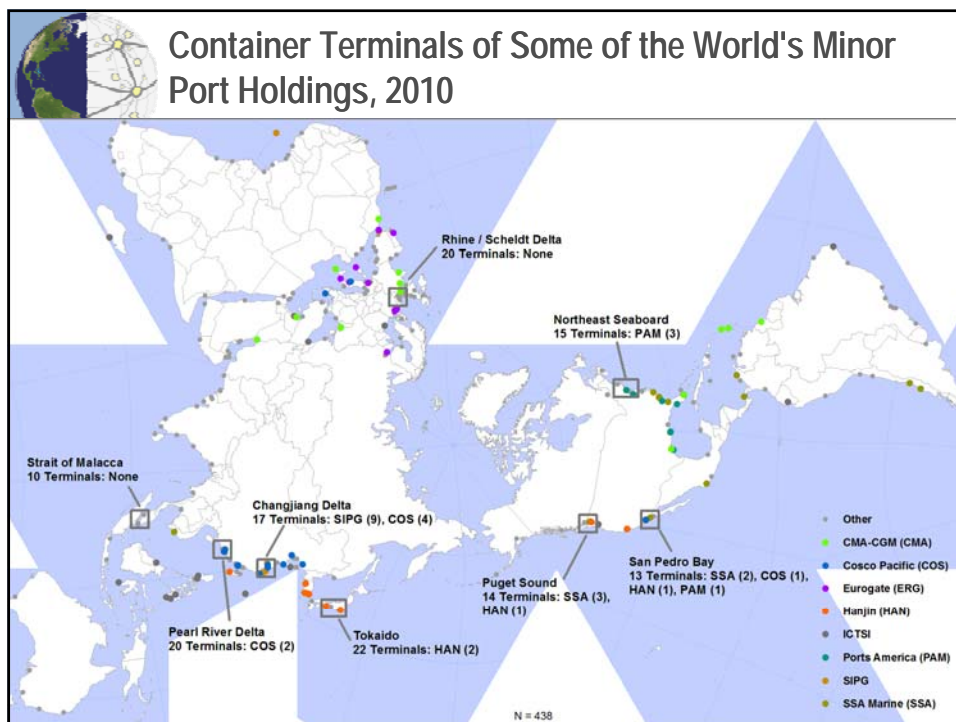 Container Terminals of Some of the World's Minor
Port Holdings, 2010
Rhine / Scheldt Delta
20 Terminals: None
Northeast Seaboard
15 Terminals: PAM (3)
Strait of Malacca
10 Terminals: None
Changjiang Delta
17 Terminals: SIPG (9), COS (4)
Pearl River Delta
20 Terminals: COS (2)
Tokaido
22 Terminals: HAN (2)
Puget Sound
14 Terminals: SSA (3),
HAN (1)
San Pedro Bay
13 Terminals: SSA (2), COS (1),
HAN (1), PAM (1)
Other
CMA-CGM (CMA)
Cosco Pacific (COS)
Eurogate (ERG)
Hanjin (HAN)
ICTSI
Ports America (PAM)
SIPG
SSA Marine (SSA)
N = 438